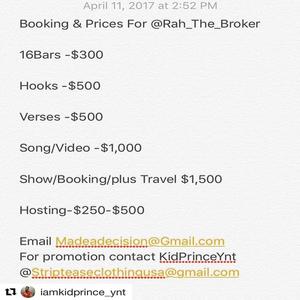 April 11, 2017 at 2:52 PM
Booking & Prices For @Rah_The_Broker
16Bars -$300
Hooks -$500
Verses -$500
Song/Video -$1,000
Show/Booking/plus Travel $1,500
Hosting-$250-$500
Email Madeadecision@Gmail.com
For promotion contact KidPrinceYnt
@Stripteaseclothingusa@gmail.com
iamkidprince_ynt